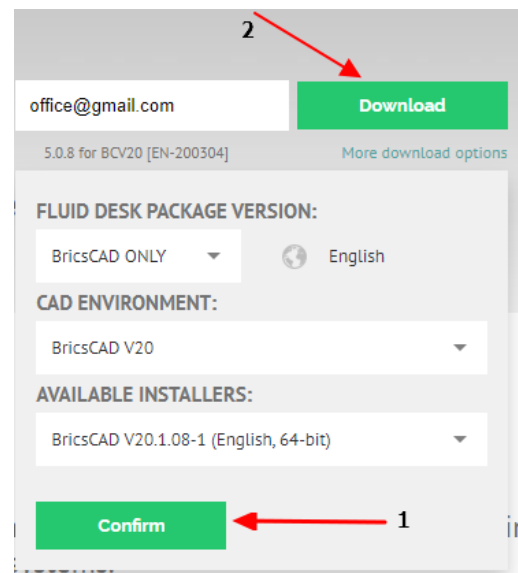 2
office@gmail.com Download
5.0.8 for BCV20 [EN-200304] More download options
FLUID DESK PACKAGE VERSION:
BricsCAD ONLY English
CAD ENVIRONMENT:
BricsCAD V20
AVAILABLE INSTALLERS:
BricsCAD V20.1.08-1 (English, 64-bit)
Confirm 1